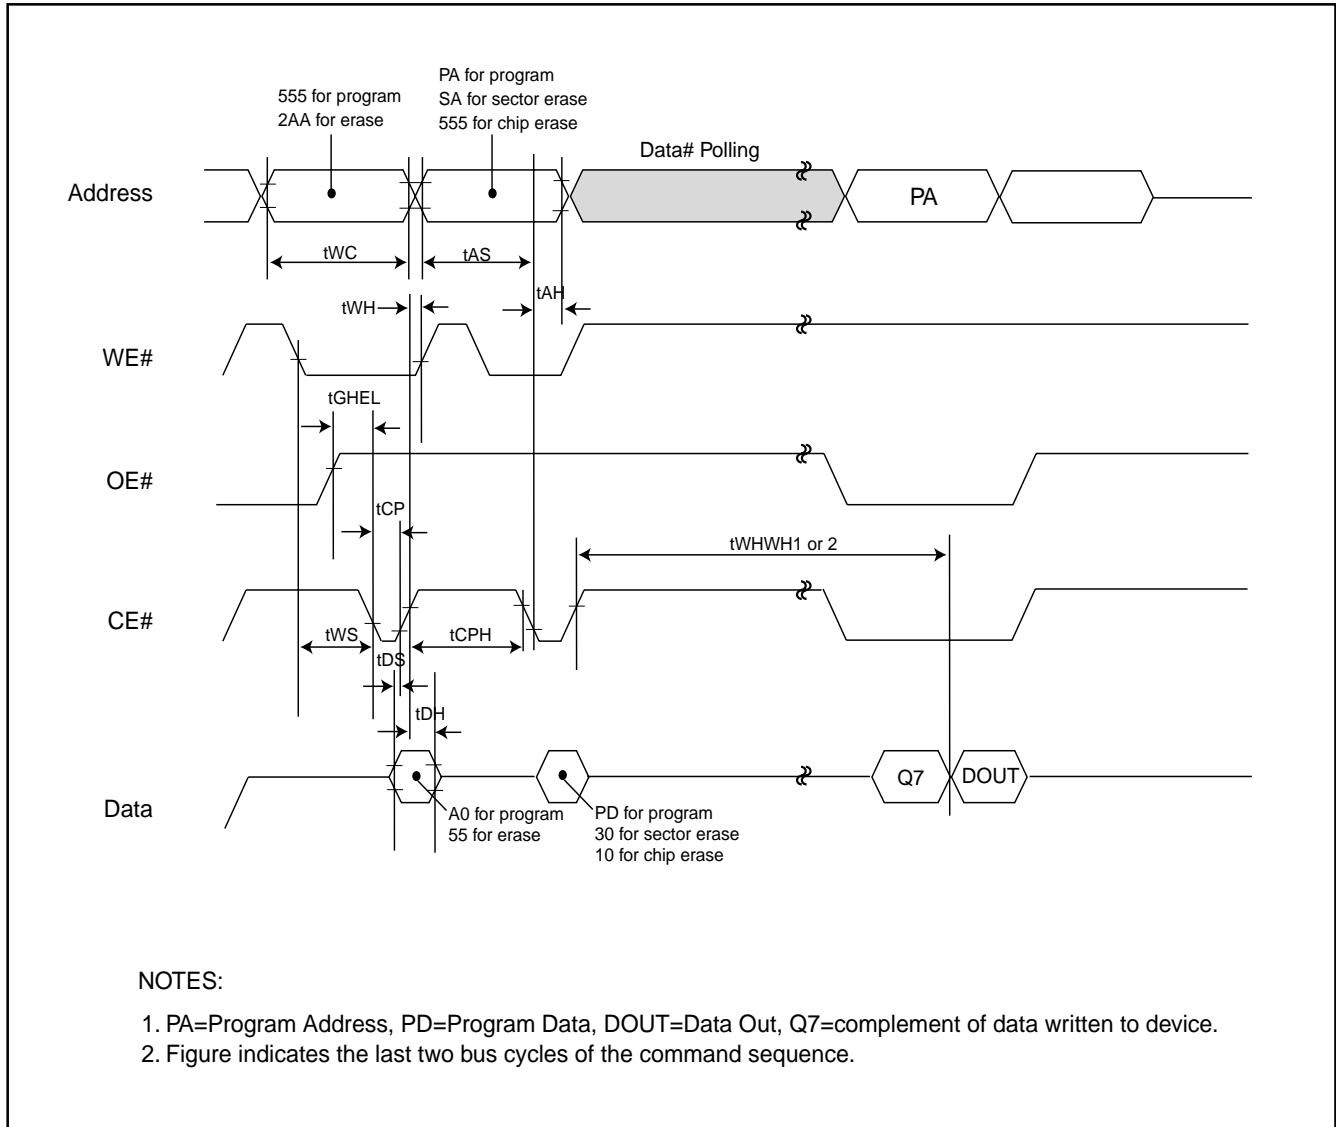 555 for program
2AA for erase
PA for program
SA for sector erase
555 for chip erase
Data# Polling
Address
PA
tWC
tAS
tAH
tWH
WE#
tGHEL
OE#
tCP
tWHWH1 or 2
CE#
tWS
tCPH
tDS
tDH
Data
Q7
DOUT
A0 for program
55 for erase
PD for program
30 for sector erase
10 for chip erase
NOTES:
1. PA=Program Address, PD=Program Data, DOUT=Data Out, Q7=complement of data written to device.
2. Figure indicates the last two bus cycles of the command sequence.